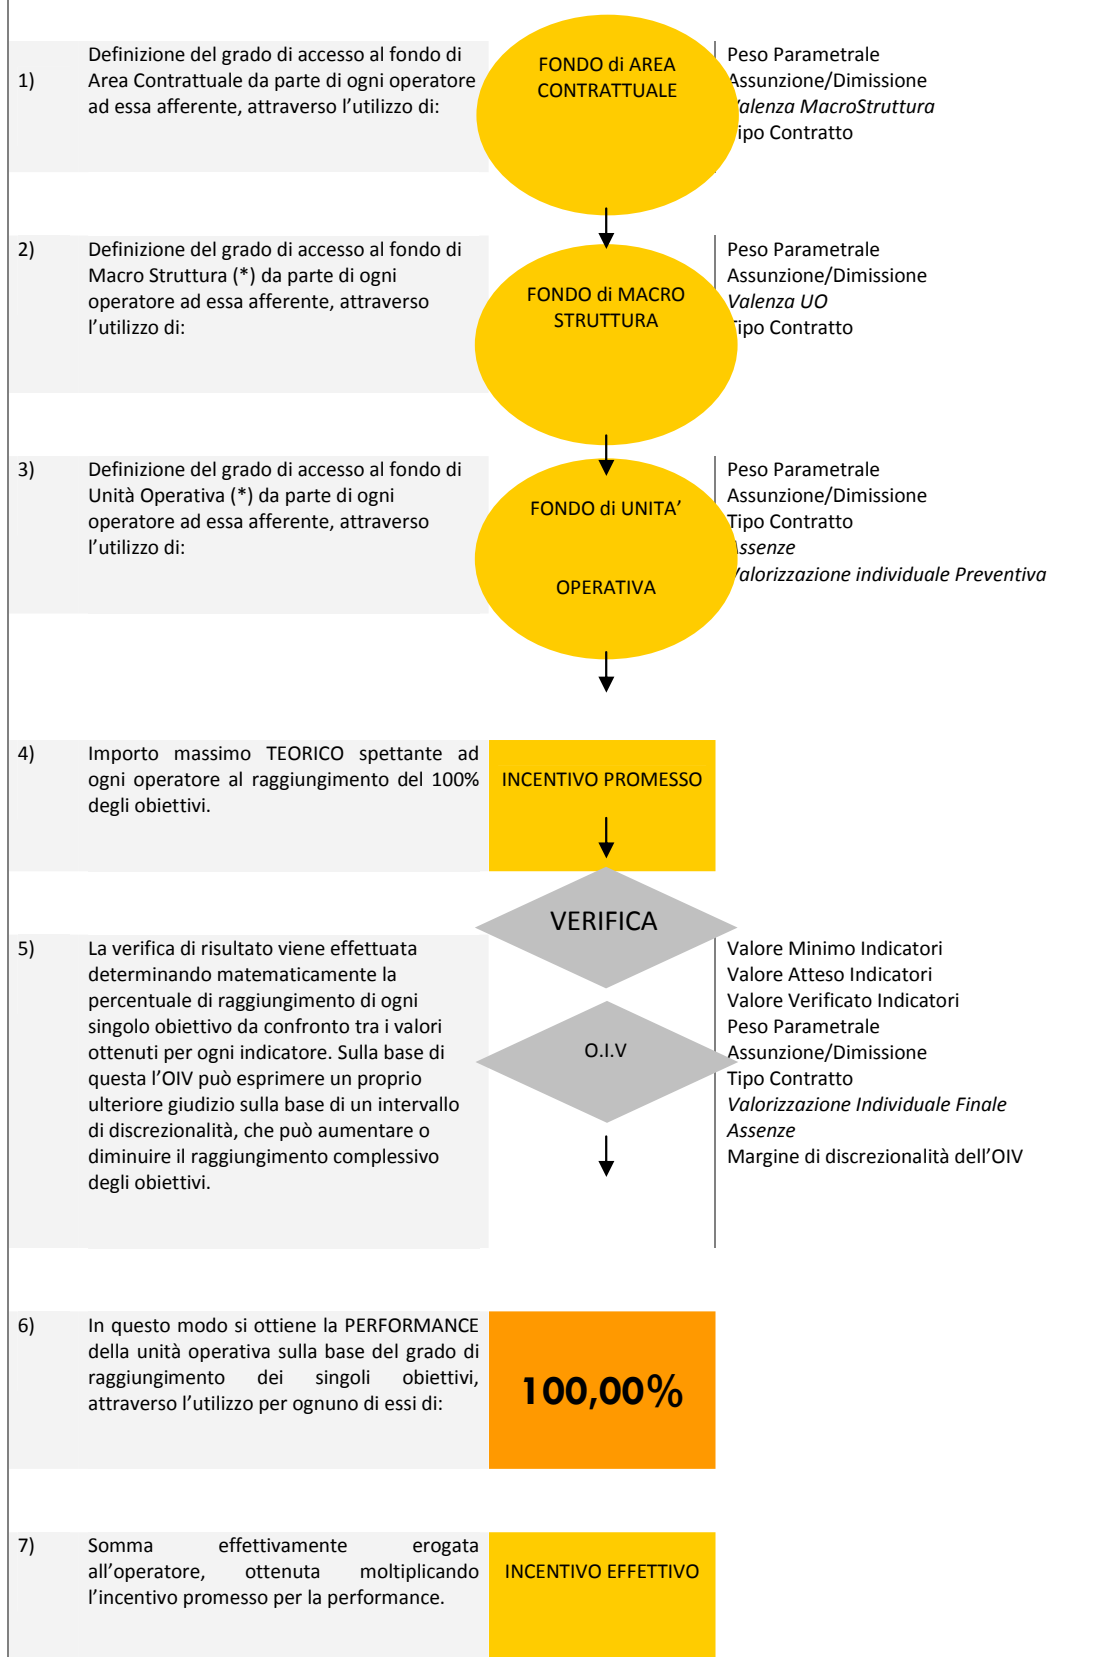 1)
Definizione del grado di accesso al fondo di
Area Contrattuale da parte di ogni operatore
ad essa afferente, attraverso l’utilizzo di:
FONDO di AREA
CONTRATTUALE
Peso Parametrale
Assunzione/Dimissione
Valenza MacroStruttura
Tipo Contratto
2)
Definizione del grado di accesso al fondo di
Macro Struttura (*) da parte di ogni
operatore ad essa afferente, attraverso
l’utilizzo di:
FONDO di MACRO
STRUTTURA
Peso Parametrale
Assunzione/Dimissione
Valenza UO
Tipo Contratto
3)
Definizione del grado di accesso al fondo di
Unità Operativa (*) da parte di ogni
operatore ad essa afferente, attraverso
l’utilizzo di:
FONDO di UNITA’
OPERATIVA
Peso Parametrale
Assunzione/Dimissione
Tipo Contratto
Assenze
Valorizzazione individuale Preventiva
4)
Importo massimo TEORICO spettante ad
ogni operatore al raggiungimento del 100%
degli obiettivi.
INCENTIVO PROMESSO
VERIFICA
5)
La verifica di risultato viene effettuata
determinando matematicamente la
percentuale di raggiungimento di ogni
singolo obiettivo da confronto tra i valori
ottenuti per ogni indicatore. Sulla base di
questa l’OIV può esprimere un proprio
ulteriore giudizio sulla base di un intervallo
di discrezionalità, che può aumentare o
diminuire il raggiungimento complessivo
degli obiettivi.
O.I.V
Valore Minimo Indicatori
Valore Atteso Indicatori
Valore Verificato Indicatori
Peso Parametrale
Assunzione/Dimissione
Tipo Contratto
Valorizzazione Individuale Finale
Assenze
Margine di discrezionalità dell’OIV
6)
In questo modo si ottiene la PERFORMANCE
della unità operativa sulla base del grado di
raggiungimento dei singoli obiettivi,
attraverso l’utilizzo per ognuno di essi di:
100,00%
7)
Somma effettivamente erogata
all’operatore, ottenuta moltiplicando
l’incentivo promesso per la performance.
INCENTIVO EFFETTIVO